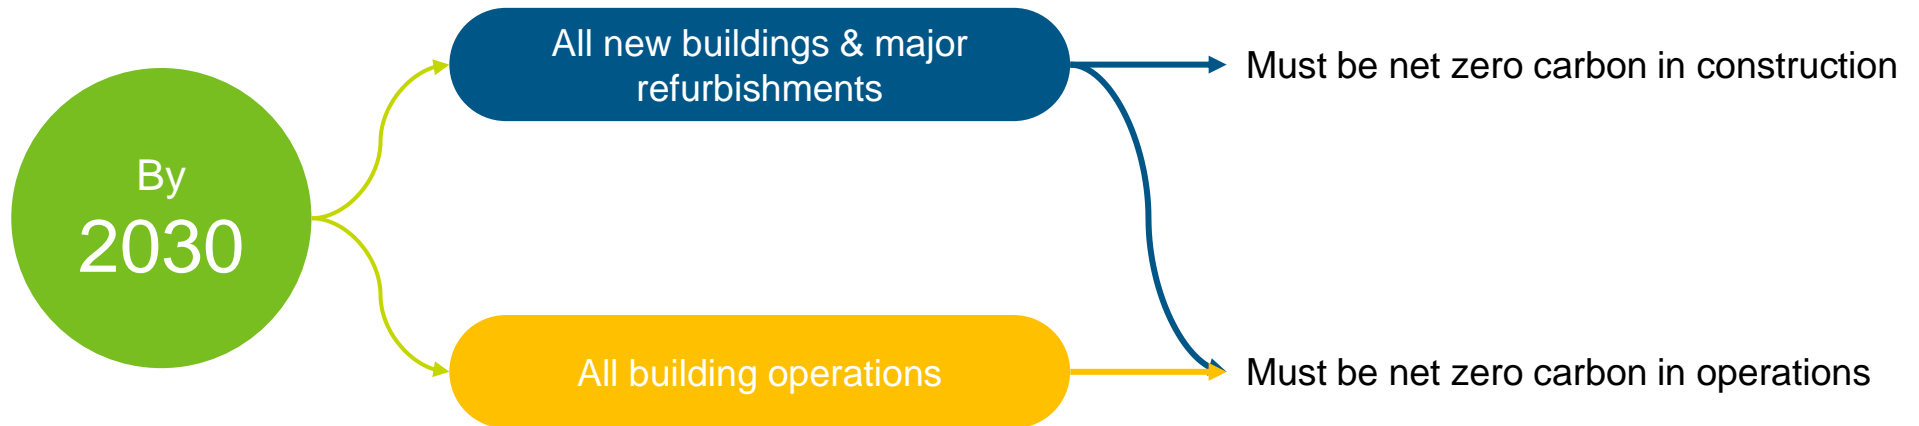 By
2030
All new buildings & major
refurbishments
Must be net zero carbon in construction
All building operations
Must be net zero carbon in operations